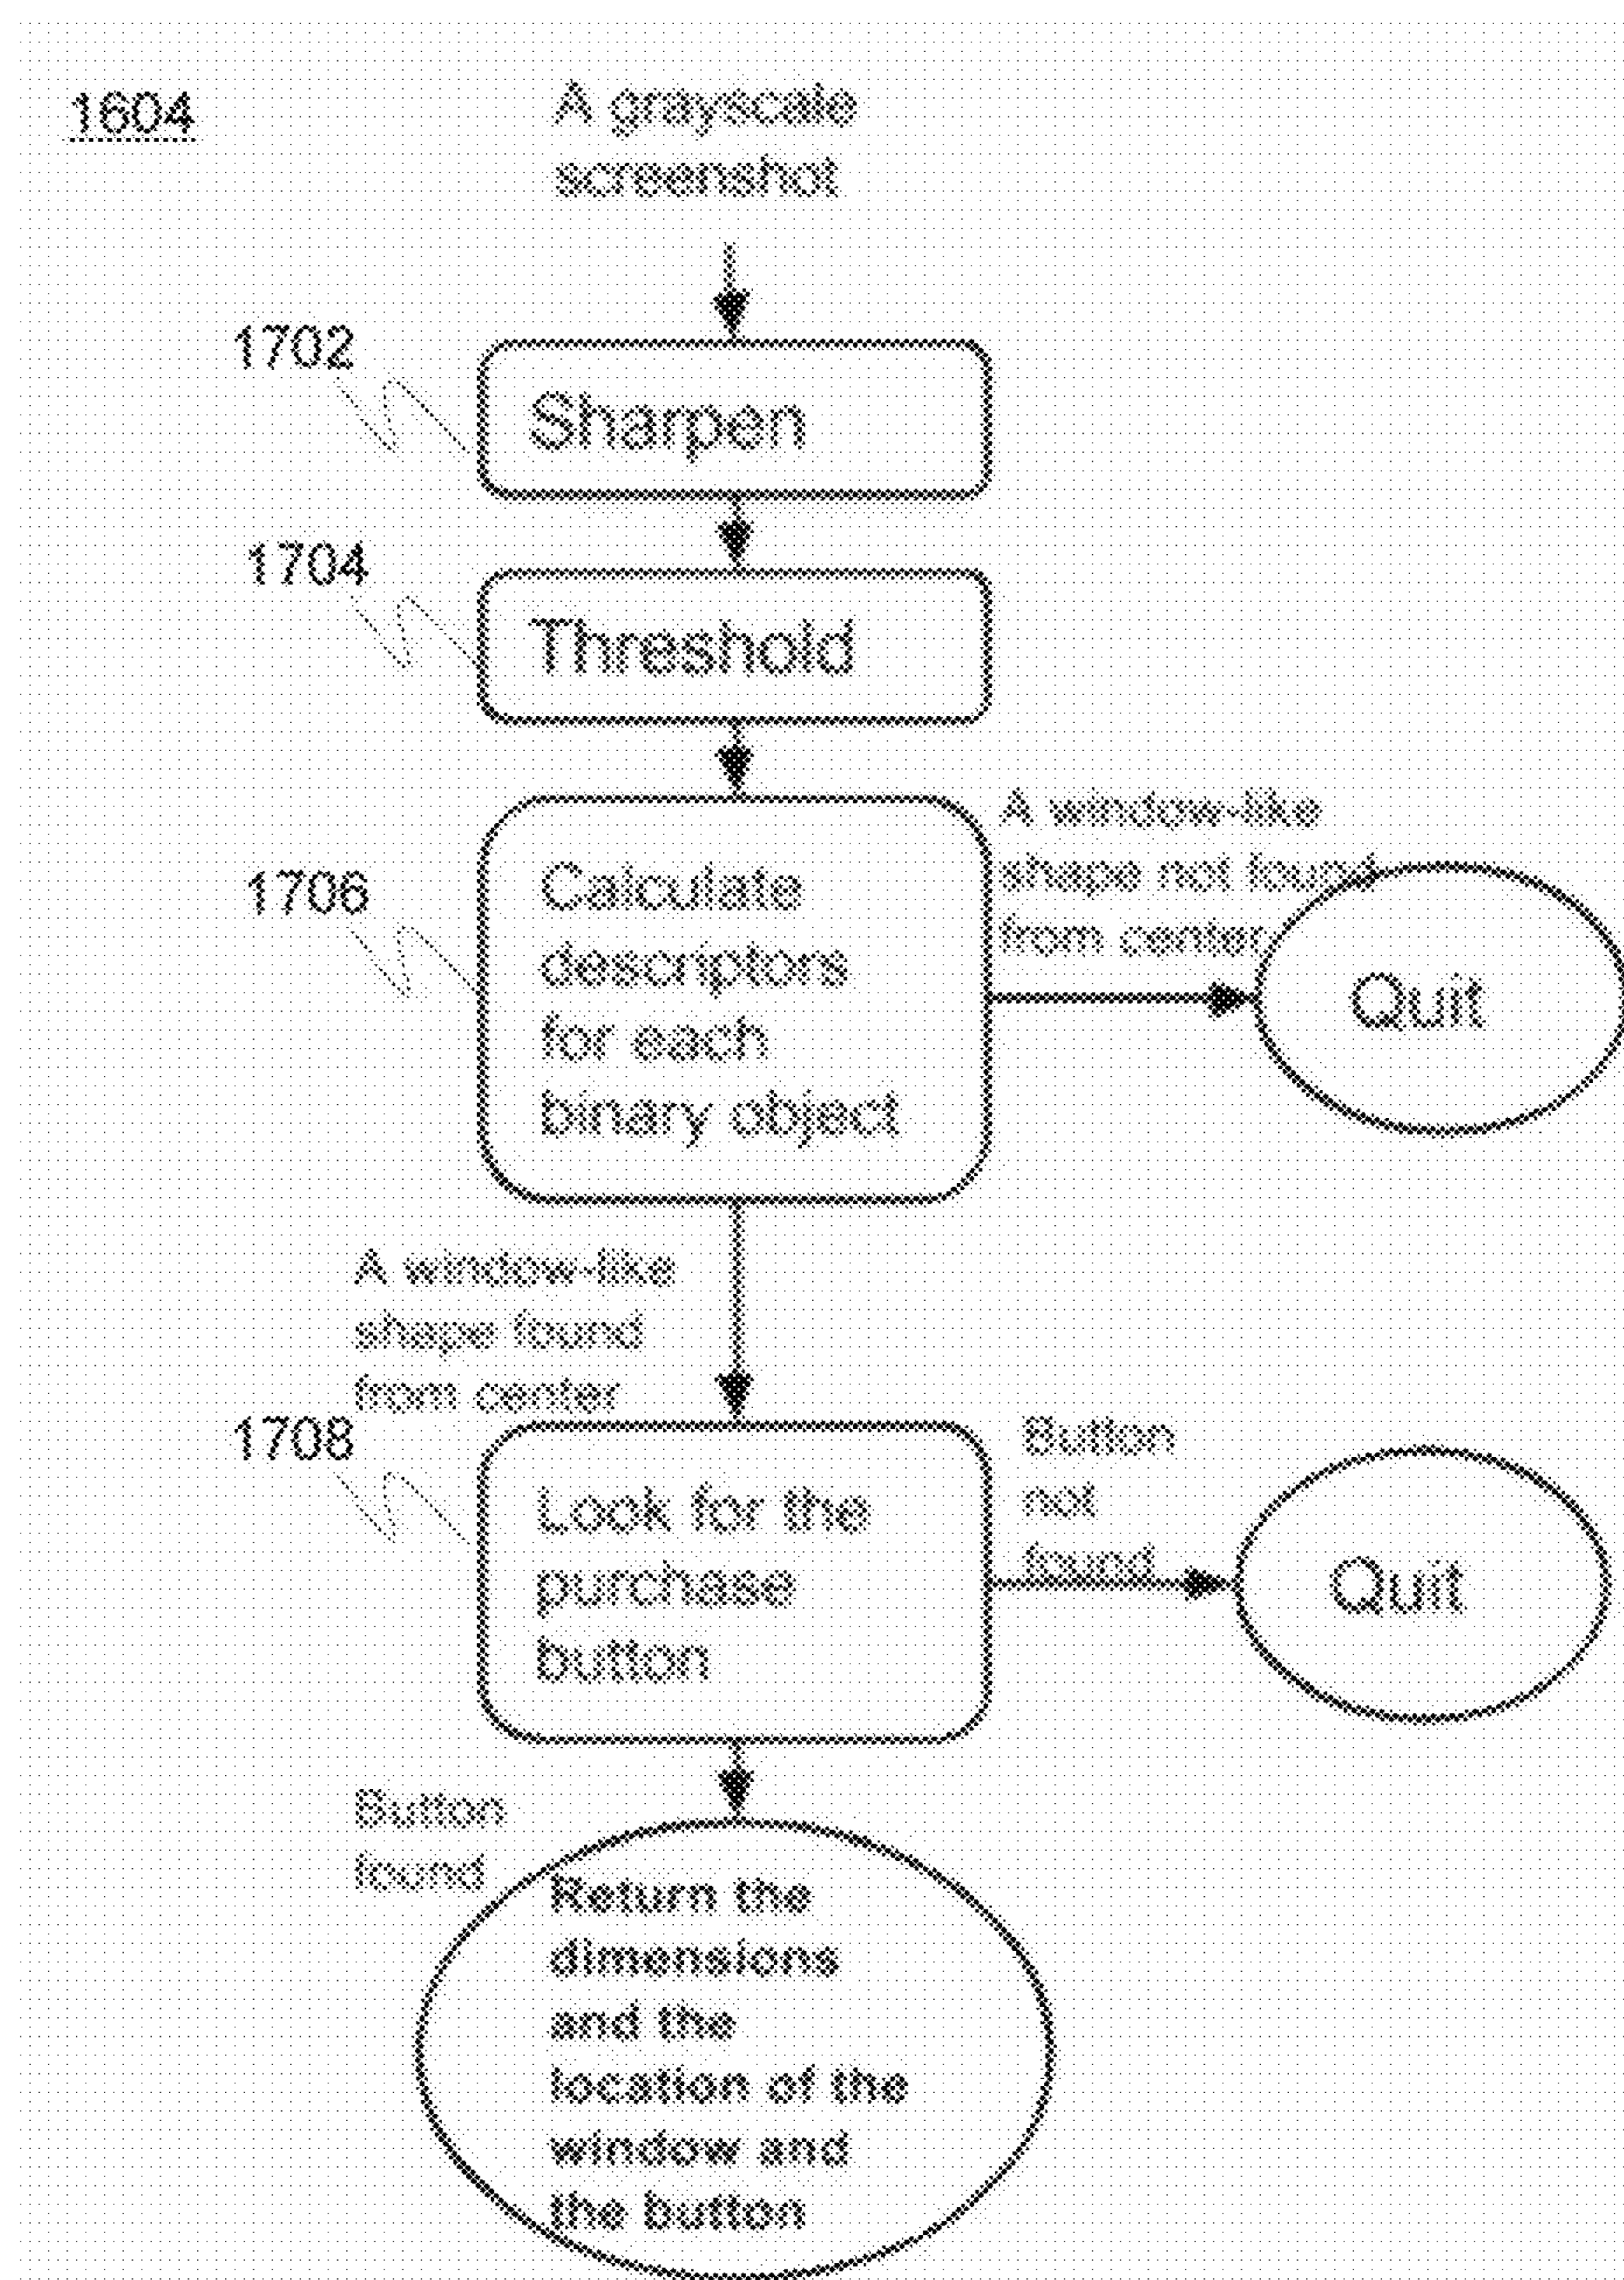 1604
A grayscale
screenshot
1702
Sharpen
1704
Threshold
1706
Calculate
descriptors
for each
binary object
A window-like
shape not found
from center
Quit
A window-like
shape found
from center
1708
Look for the
purchase
button
Button
not
found
Quit
Button
found
Return the
dimensions
and the
location of the
window and
the button